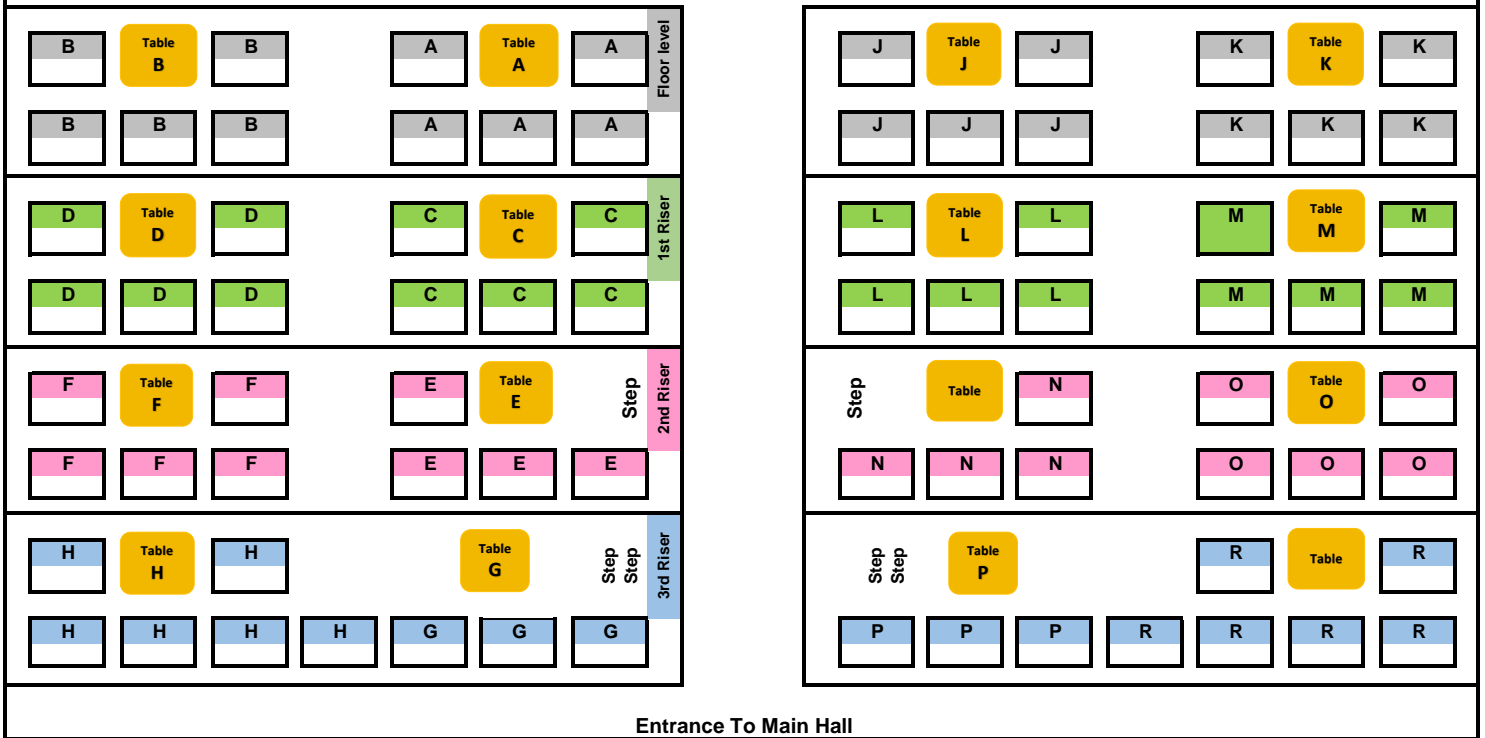 B Table B B A Table A A Floor level J Table J J K Table K K
B B B A A A J J J K K K
D Table D D C Table C C 1st Riser L Table L L M Table M M
D D D C C C L L L M M M
F Table F F E Table E Step 2nd Riser Step Table N O Table O O
F F F E E E N N N O O O
H Table H H Table G Step Step 3rd Riser Step Step Table P R Table R
H H H H G G G P P P R R R R
Entrance To Main Hall